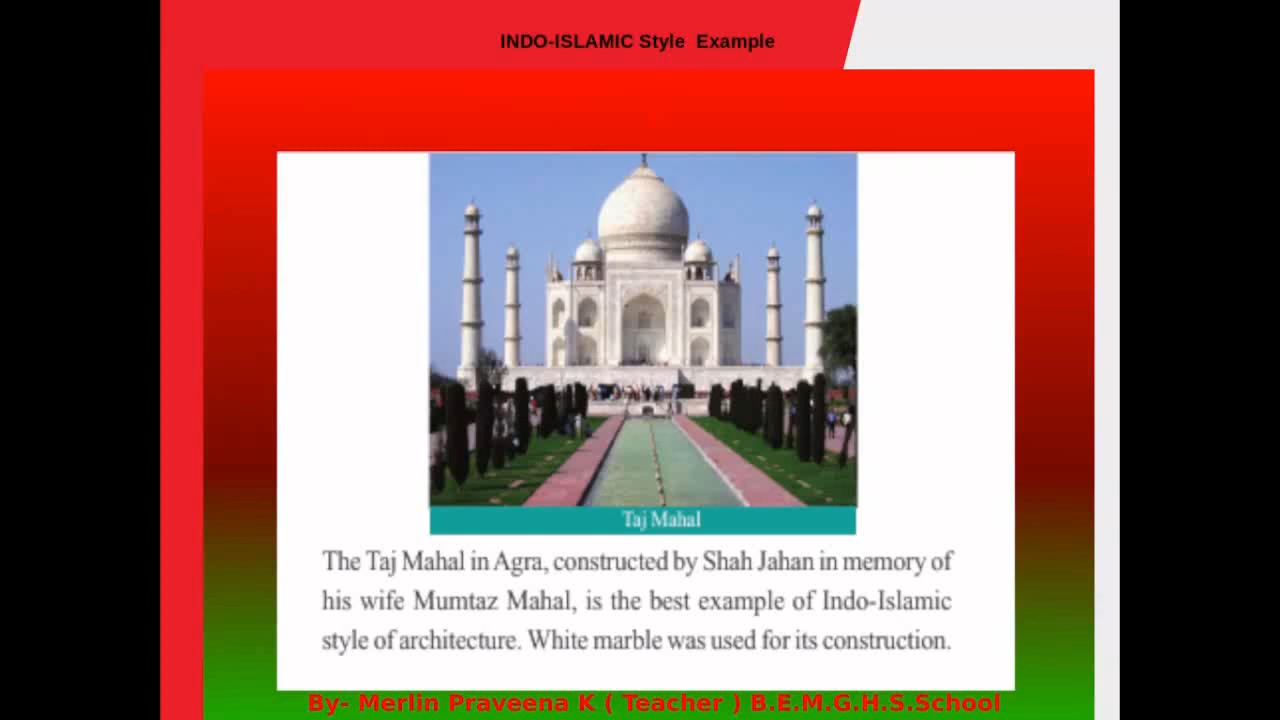 INDO-ISLAMIC Style Example
Taj Mahal
The Taj Mahal in Agra, constructed by Shah Jahan in memory of
his wife Mumtaz Mahal, is the best example of Indo-Islamic
style of architecture. White marble was used for its construction.
By- Merlin Praveena K ( Teacher ) B.E.M.G.H.S.School